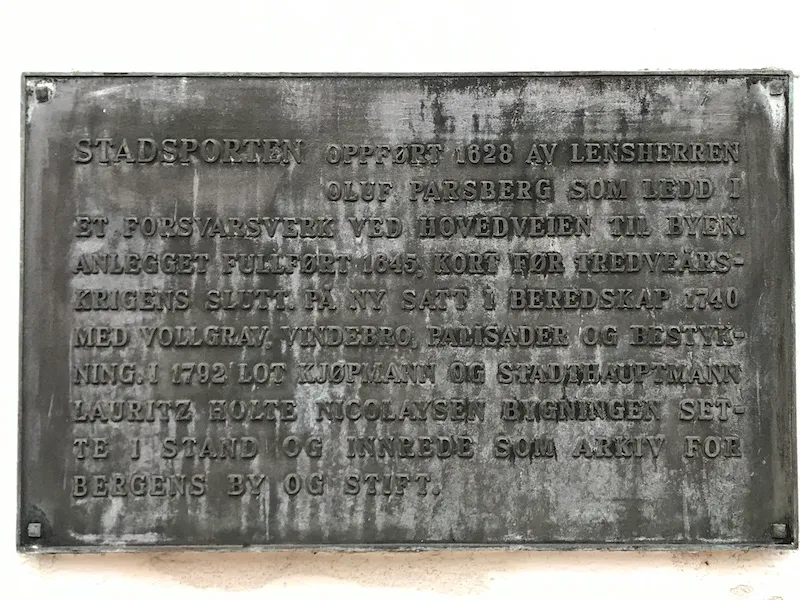 STADSPORTEN OPPFØRT 1628 AV LENSHERREN
OLUF PARSBERG SOM LEDD I
ET FORSVARSVERK VED HOVEDVEIEN TIL BYEN.
ANLEGGET FULLFØRT 1645, KORT FØR TREDVEÅRS-
KRIGENS SLUTT. PÅ NY SATT I BEREDSKAP 1740
MED VOLLGRAV, VINDEBRO, PALISADER OG BESTYK-
NING. I 1792 LOT KJØPMANN OG STADTHAUPTMANN
LAURITZ HOLTE NICOLAYSEN BYGNINGEN SET-
TE I STAND OG INNREDE SOM ARKIV FOR
BERGENS BY OG STIFT.